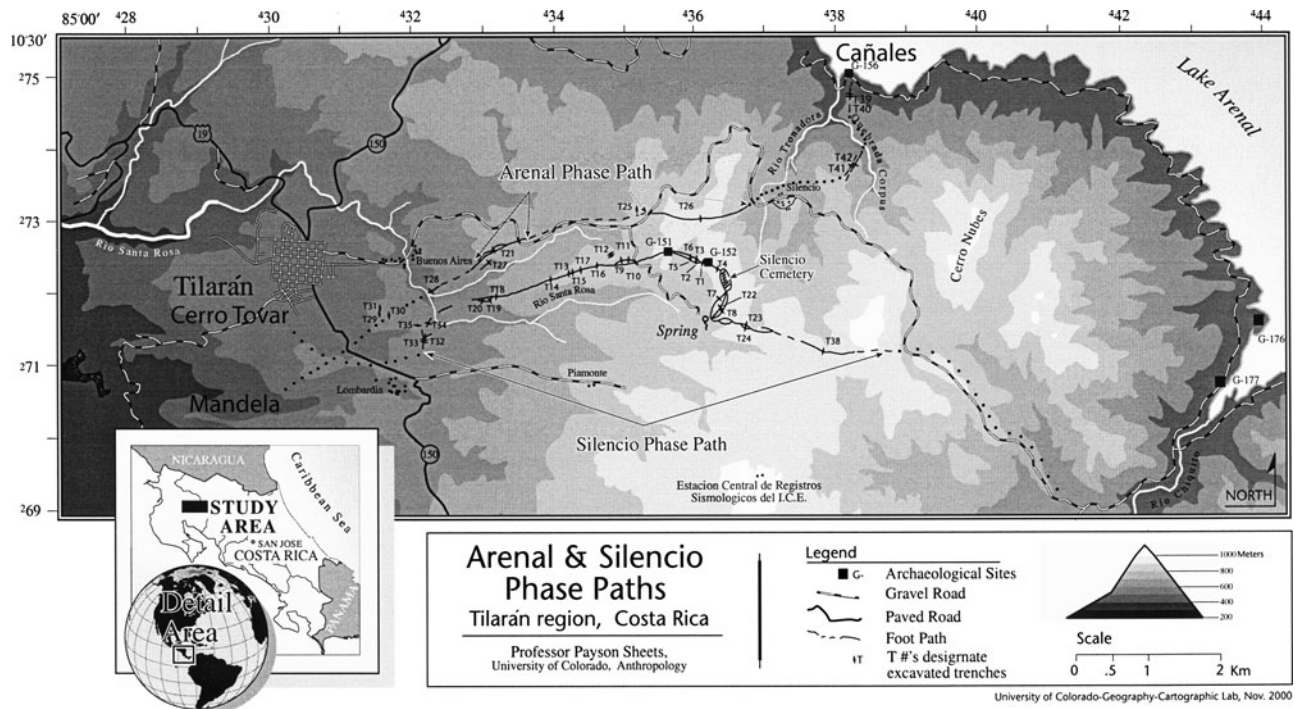 85°00'
428
430
432
434
436
438
440
442
44
10°30'
275
273
271
269
Cañales
G-156
Lake Arenal
T39
T40
Quebrada Corpus
Río Tronadora
T42
T41
Silencio
19
150
Arenal Phase Path
T25
T26
Río Santa Rosa
Buenos Aires
T21
T27
T28
T12
T11
G-151
T6
T3
G-152
T13
T17
T16
T9
T10
T5
T2
T1
T4
Silencio
Cemetery
T14
T15
Río Santa Rosa
T18
T20
T19
T7
T22
T8
Cerro Nubes
Tilarán
Cerro Tovar
T31
T30
T29
T35
T34
T33
T32
Spring
T23
T24
T38
G-176
G-177
Lombardia
Piamonte
Mandela
Silencio Phase Path
150
Estacion Central de Registros
Sismologicos del I.C.E.
Río Chiquito
NORTH
NICARAGUA
Caribbean Sea
STUDY
AREA
SAN JOSE
COSTA RICA
PANAMA
Detail
Area
Arenal & Silencio
Phase Paths
Tilarán region, Costa Rica
Professor Payson Sheets,
University of Colorado, Anthropology
Legend
G- Archaeological Sites
Gravel Road
Paved Road
Foot Path
T T #'s desigrnate
excavated trenches
1000 Meters
800
600
400
200
Scale
0 .5 1 2 Km
University of Colorado-Geography-Cartographic Lab, Nov. 2000